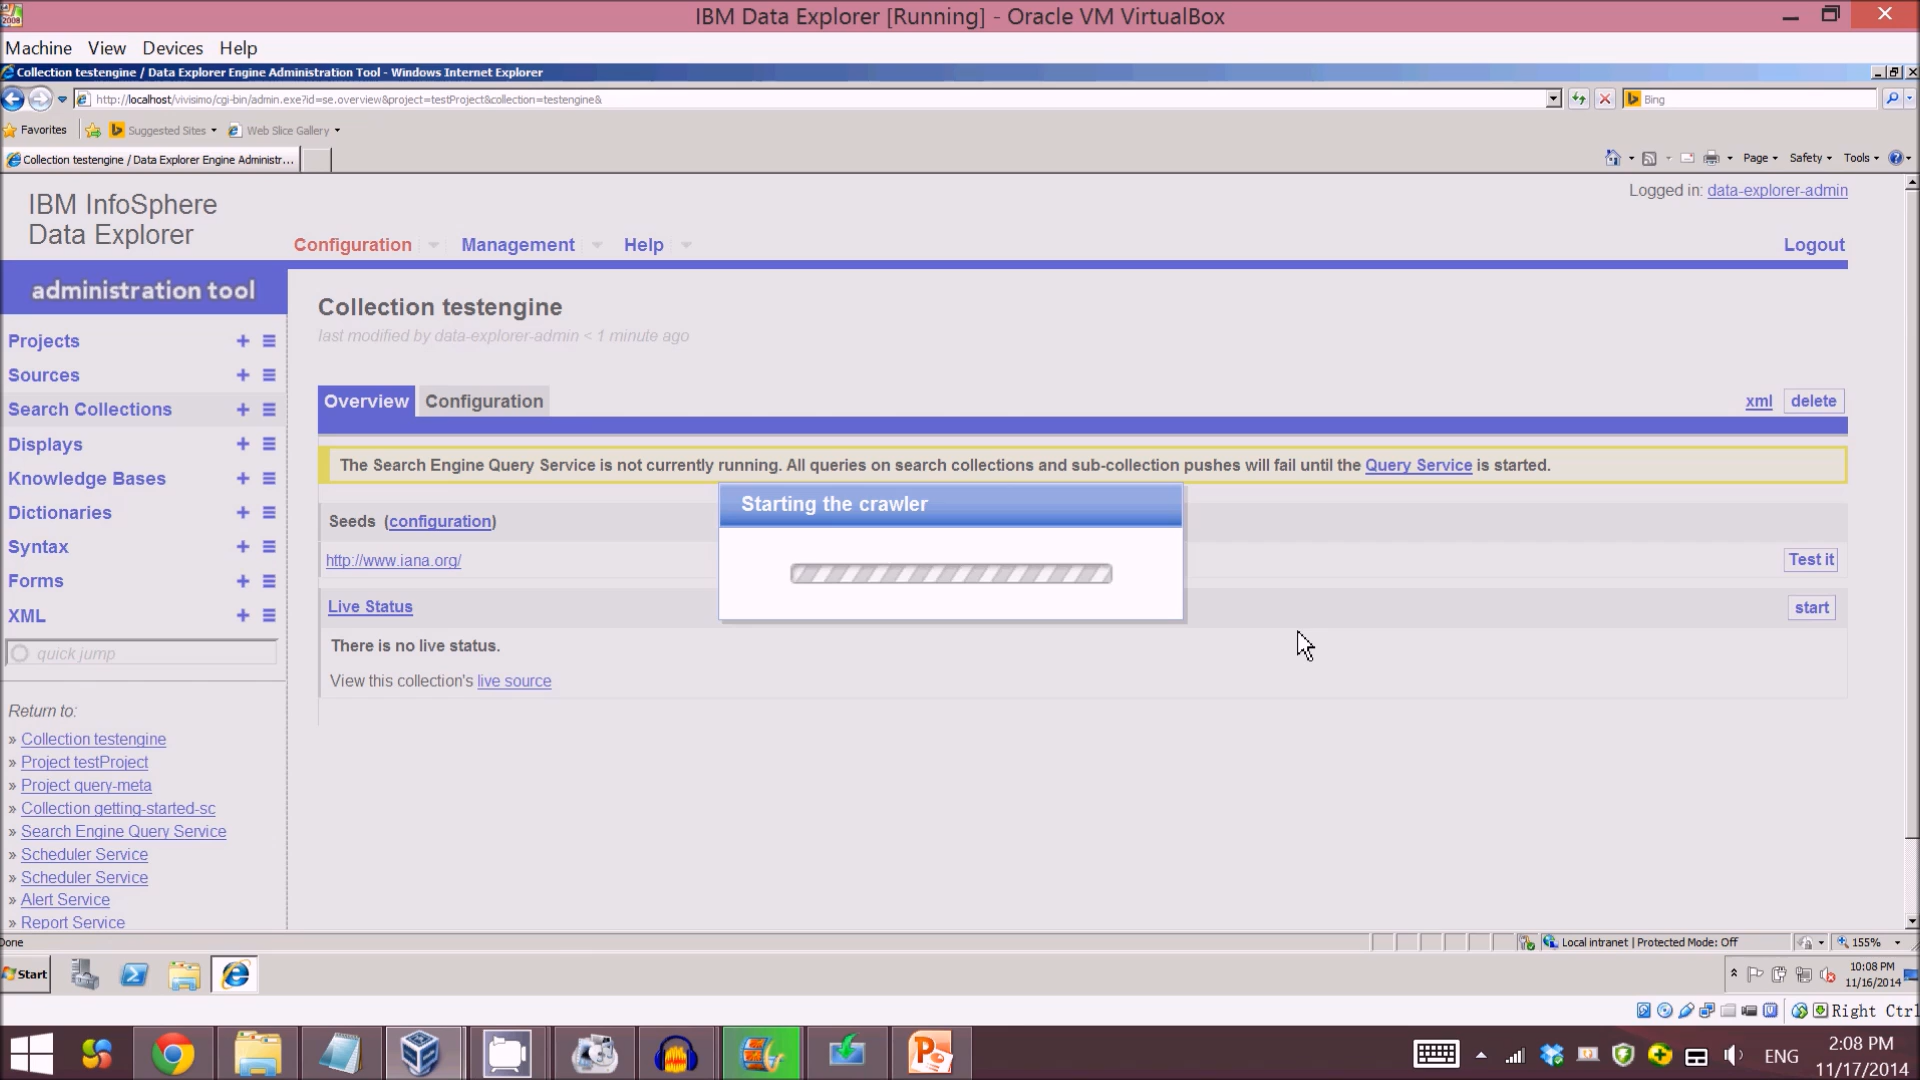 IBM Data Explorer [Running] - Oracle VM VirtualBox
Machine View Devices Help
Collection testengine / Data Explorer Engine Administration Tool - Windows Internet Explorer
http://localhost/vivisimo/cgi-bin/admin.exe?id=se.overview&project=testProject&collection=testengine&
Bing
Favorites Suggested Sites Web Slice Gallery
Collection testengine / Data Explorer Engine Administr...
Page Safety Tools
Logged in: data-explorer-admin
IBM InfoSphere
Data Explorer
Configuration Management Help Logout
administration tool
Projects
Sources
Search Collections
Displays
Knowledge Bases
Dictionaries
Syntax
Forms
XML
quick jump
Return to:
» Collection testengine
» Project testProject
» Project query-meta
» Collection getting-started-sc
» Search Engine Query Service
» Scheduler Service
» Scheduler Service
» Alert Service
» Report Service
Collection testengine
last modified by data-explorer-admin < 1 minute ago
Overview Configuration xml delete
The Search Engine Query Service is not currently running. All queries on search collections and sub-collection pushes will fail until the Query Service is started.
Starting the crawler
Seeds (configuration)
http://www.iana.org/ Test it
Live Status start
There is no live status.
View this collection's live source
Done
Local intranet | Protected Mode: Off 155%
Start
10:08 PM
11/16/2014
Right Ctrl
ENG
2:08 PM
11/17/2014